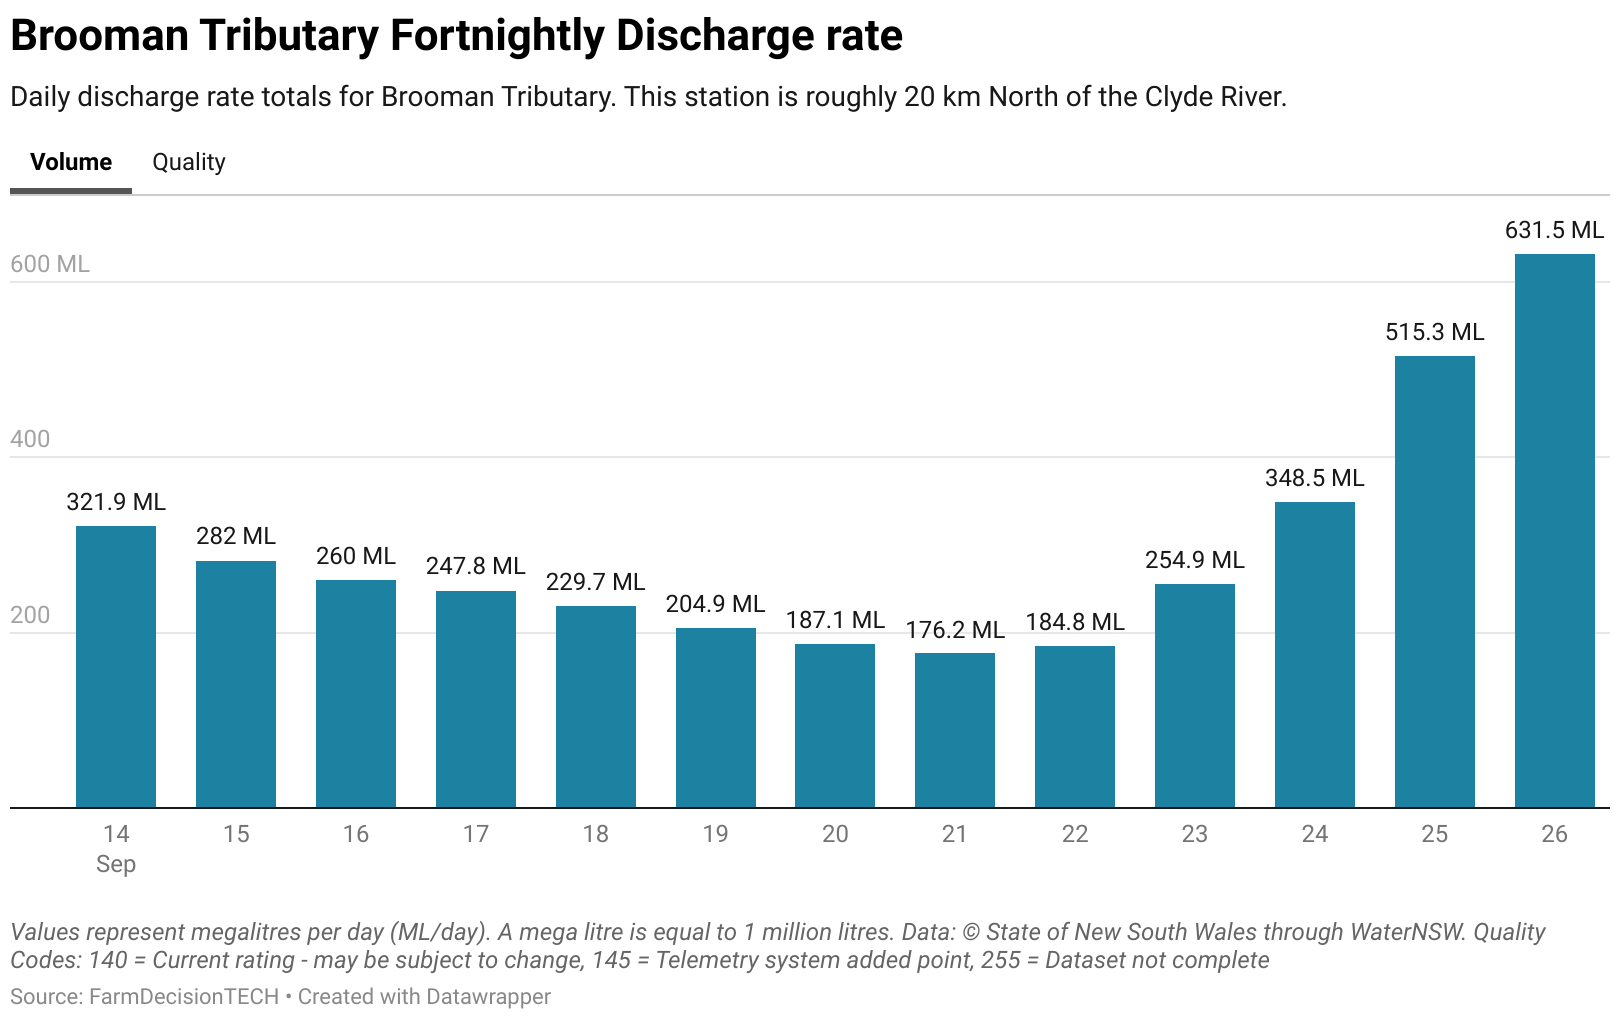 Brooman Tributary Fortnightly Discharge rate
Daily discharge rate totals for Brooman Tributary. This station is roughly 20 km North of the Clyde River.
Volume Quality
631.5 ML
600 ML
515.3 ML
400
348.5 ML
321.9 ML
282 ML
260 ML
254.9 ML
247.8 ML
229.7 ML
204.9 ML
200
187.1 ML
184.8 ML
176.2 ML
14 15 16 17 18 19 20 21 22 23 24 25 26
Sep
Values represent megalitres per day (ML/day). A mega litre is equal to 1 million litres. Data: © State of New South Wales through WaterNSW. Quality
Codes: 140 = Current rating - may be subject to change, 145 = Telemetry system added point, 255 = Dataset not complete
Source: FarmDecisionTECH • Created with Datawrapper